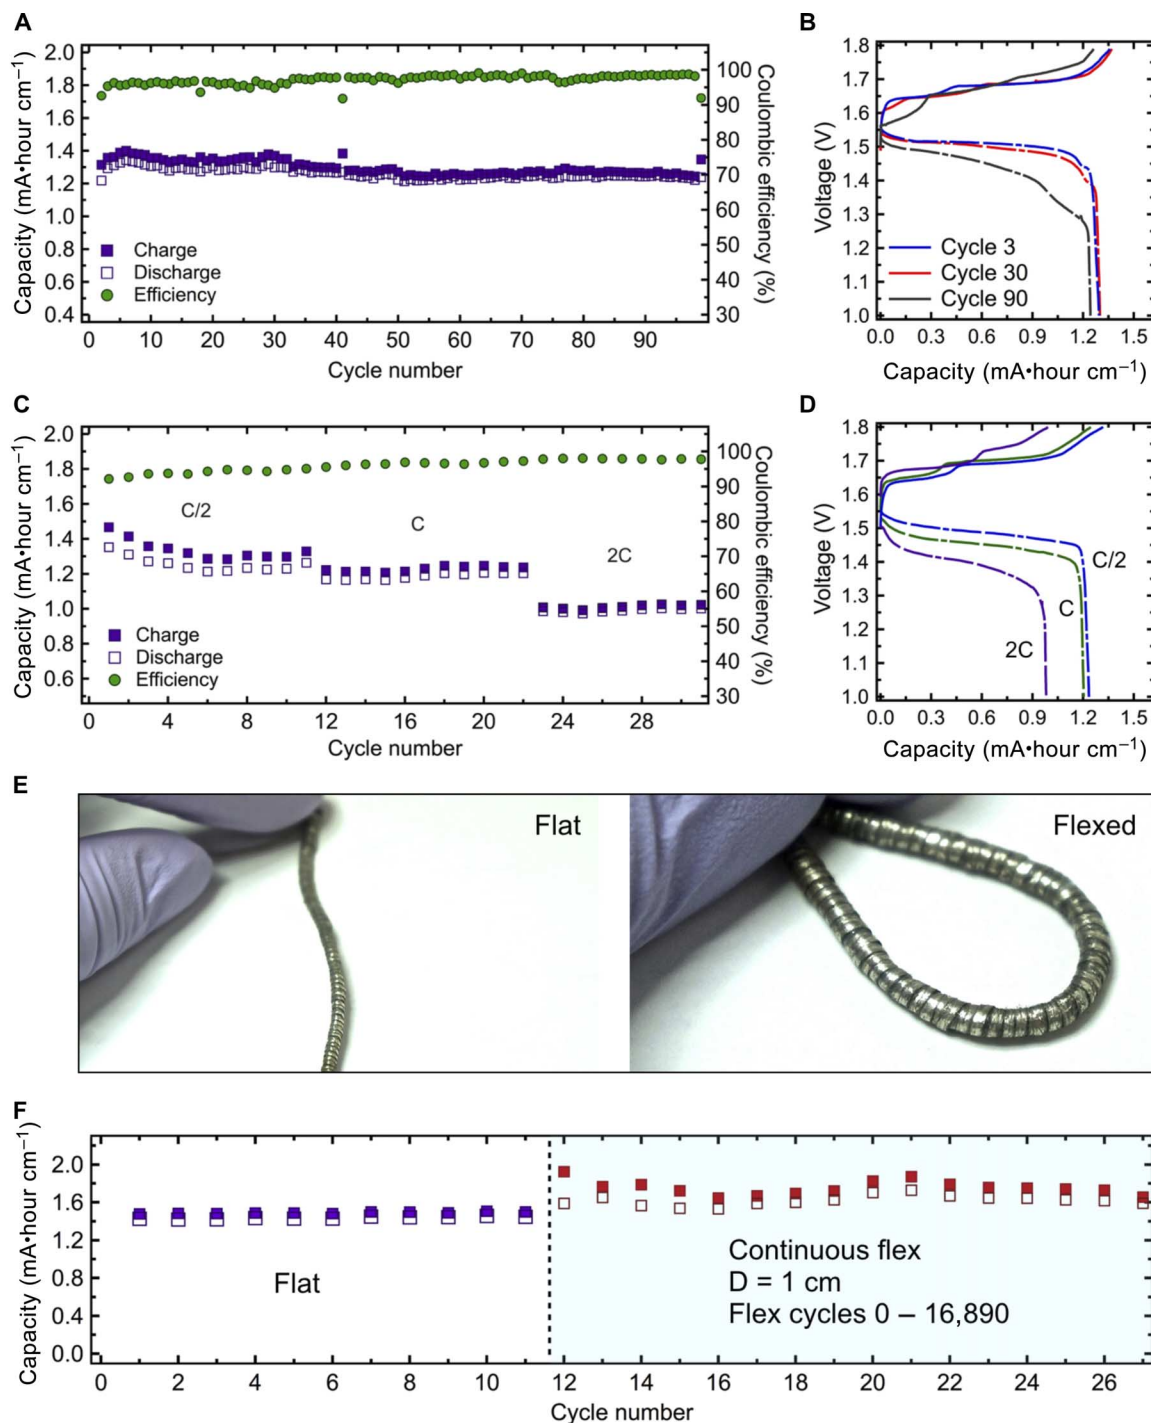 A
Capacity (mA•hour cm⁻¹)
2.0
1.8
1.6
1.4
1.2
1.0
0.8
0.6
0.4
Charge
Discharge
Efficiency
100
90
80
70
60
50
40
30
Coulombic efficiency (%)
0 10 20 30 40 50 60 70 80 90
Cycle number
B
Voltage (V)
1.8
1.7
1.6
1.5
1.4
1.3
1.2
1.1
1.0
Cycle 3
Cycle 30
Cycle 90
0.0 0.3 0.6 0.9 1.2 1.5
Capacity (mA•hour cm⁻¹)
C
Capacity (mA•hour cm⁻¹)
2.0
1.8
1.6
1.4
1.2
1.0
0.8
0.6
C/2
C
2C
Charge
Discharge
Efficiency
100
90
80
70
60
50
40
30
Coulombic efficiency (%)
0 4 8 12 16 20 24 28
Cycle number
D
Voltage (V)
1.8
1.7
1.6
1.5
1.4
1.3
1.2
1.1
1.0
C/2
C
2C
0.0 0.3 0.6 0.9 1.2 1.5
Capacity (mA•hour cm⁻¹)
E
Flat
Flexed
F
Capacity (mA•hour cm⁻¹)
2.0
1.6
1.2
0.8
0.4
0.0
Flat
Continuous flex
D = 1 cm
Flex cycles 0 – 16,890
0 2 4 6 8 10 12 14 16 18 20 22 24 26
Cycle number